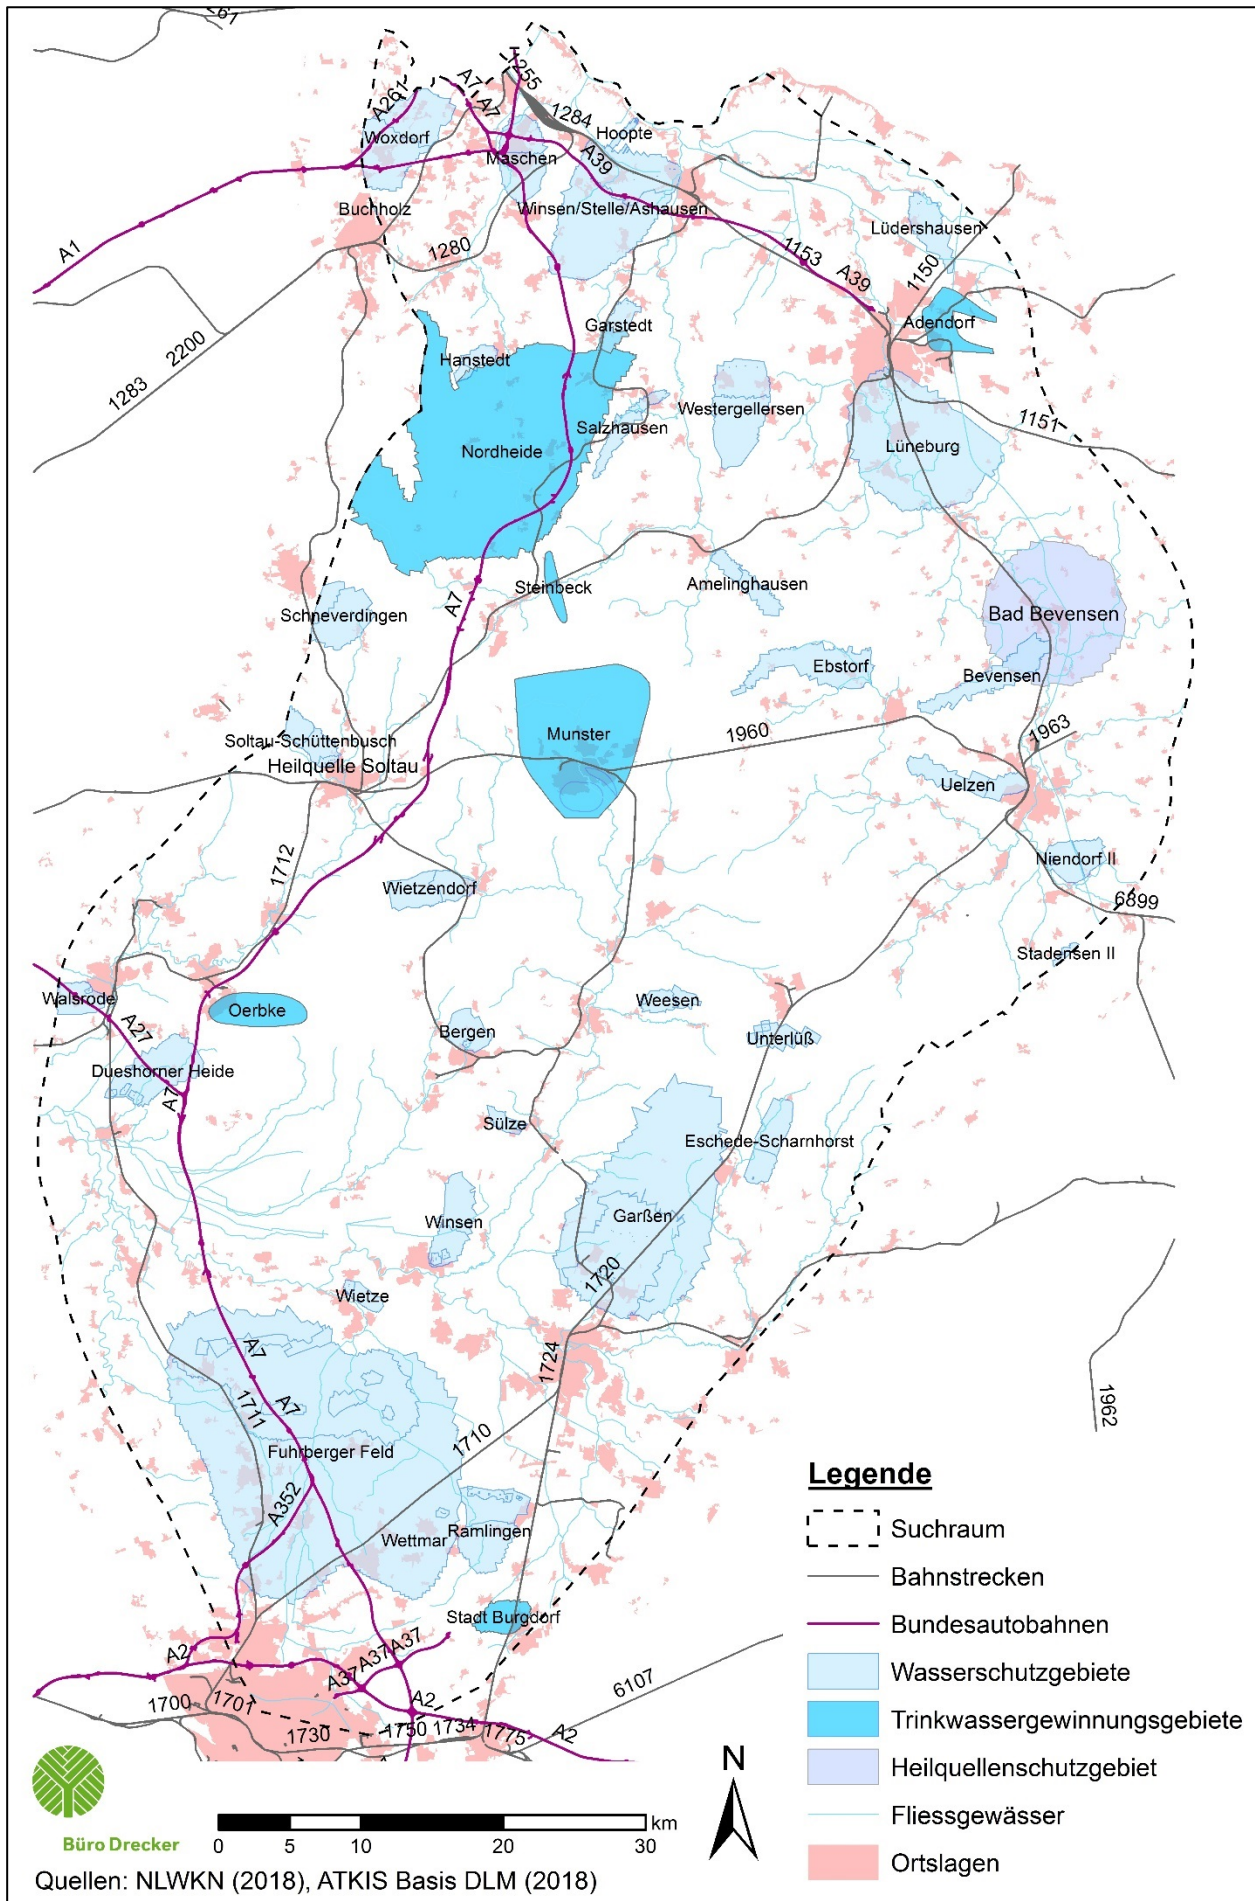 261
A7
A7
1255
A261
1284
Hoopte
Woxdorf
Maschen
A39
Buchholz
Winsen/Stelle/Ashausen
Lüdershausen
A1
1280
1153
A39
1150
Garstedt
Adendorf
2200
Hanstedt
1283
Westergellersen
1151
Salzhausen
Nordheide
Lüneburg
Steinbeck
Amelinghausen
A7
Schneverdingen
Bad Bevensen
Ebstorf
Bevensen
Munster
1960
1963
Soltau-Schüttenbusch
Heilquelle Soltau
Uelzen
1712
Niendorf II
Wietzendorf
6899
Stadensen II
Walsrode
Oerbke
Weesen
A27
Bergen
Unterlüß
Dueshorner Heide
A7
Sülze
Eschede-Scharnhorst
Winsen
Garßen
1720
Wietze
A7
1724
A7
1711
1962
Fuhrberger Feld
1710
A352
Wettmar
Ramlingen
Stadt Burgdorf
A2
A37
A37
A37
6107
1700
1701
A2
1730
1750
1734
1775
A2
Legende
Suchraum
Bahnstrecken
Bundesautobahnen
Wasserschutzgebiete
Trinkwassergewinnungsgebiete
Heilquellenschutzgebiet
Fliessgewässer
Ortslagen
N
km
0 5 10 20 30
Büro Drecker
Quellen: NLWKN (2018), ATKIS Basis DLM (2018)